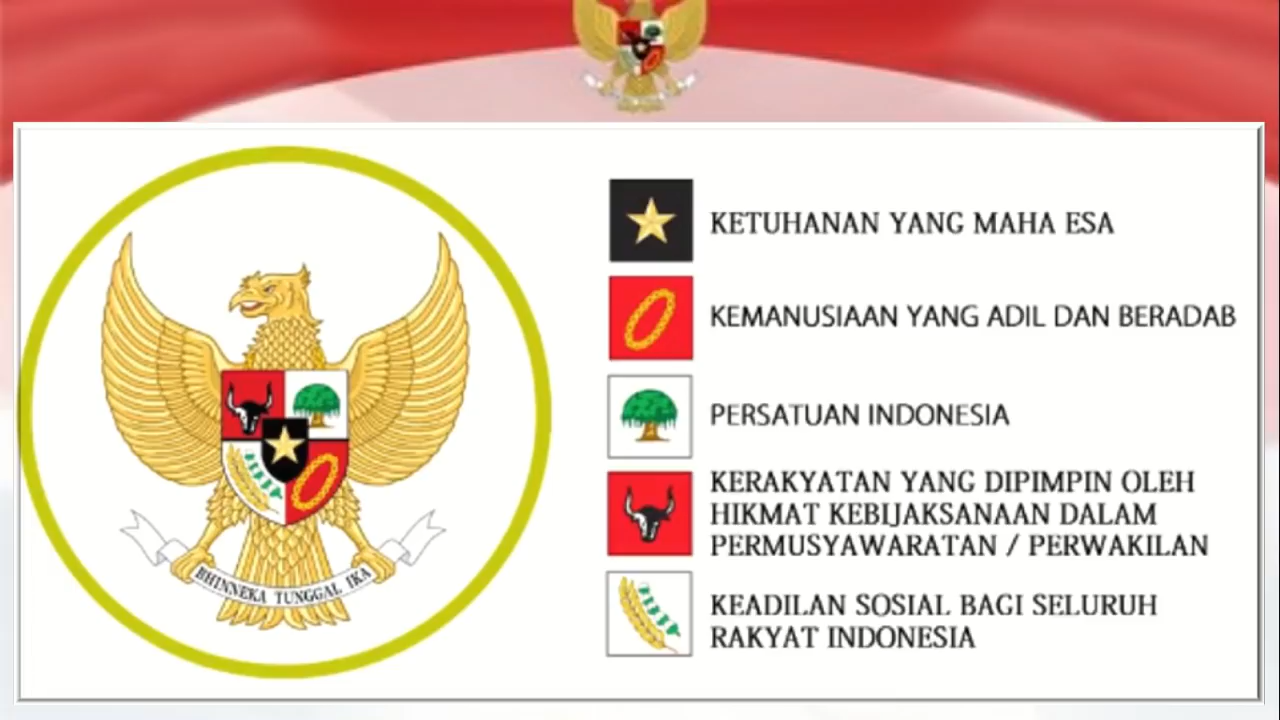 BHINNEKA TUNGGAL IKA
KETUHANAN YANG MAHA ESA
KEMANUSIAAN YANG ADIL DAN BERADAB
PERSATUAN INDONESIA
KERAKYATAN YANG DIPIMPIN OLEH
HIKMAT KEBIJAKSANAAN DALAM
PERMUSYAWARATAN / PERWAKILAN
KEADILAN SOSIAL BAGI SELURUH
RAKYAT INDONESIA